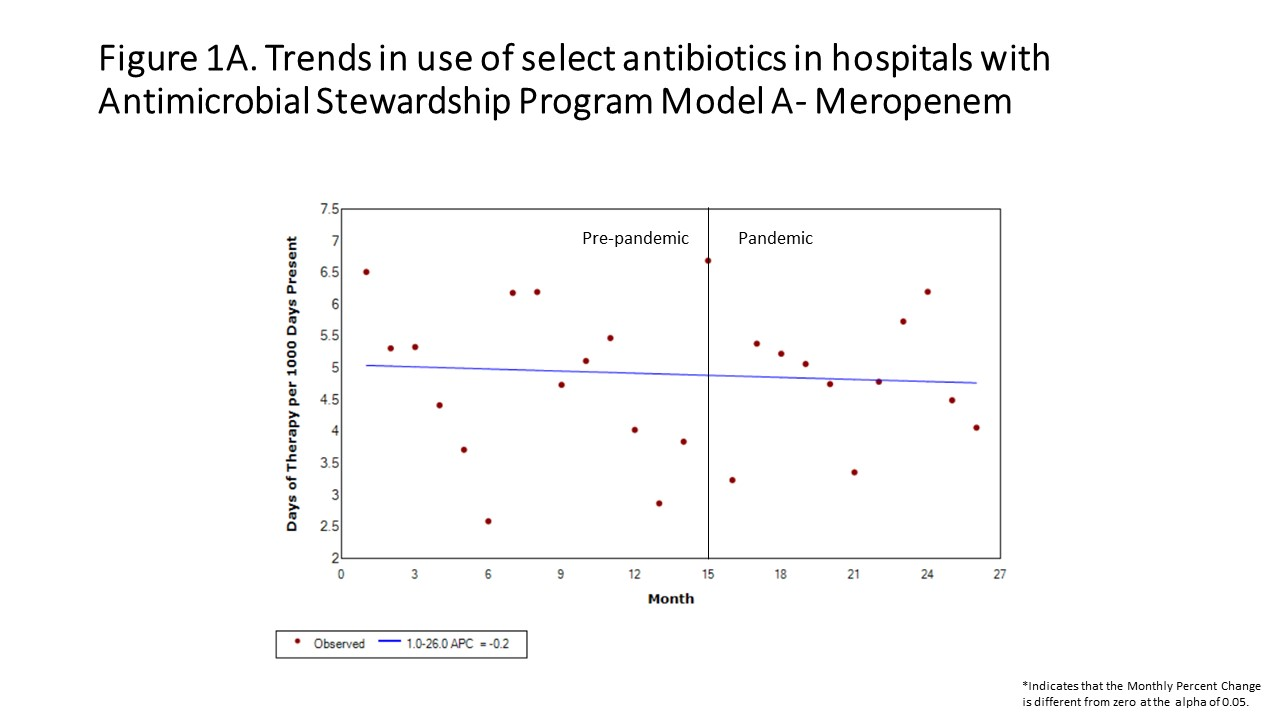 Figure 1A. Trends in use of select antibiotics in hospitals with
Antimicrobial Stewardship Program Model A- Meropenem
Days of Therapy per 1000 Days Present
7.5
7
6.5
6
5.5
5
4.5
4
3.5
3
2.5
2
Pre-pandemic
Pandemic
0 3 6 9 12 15 18 21 24 27
Month
Observed 1.0-26.0 APC = -0.2
*Indicates that the Monthly Percent Change
is different from zero at the alpha of 0.05.